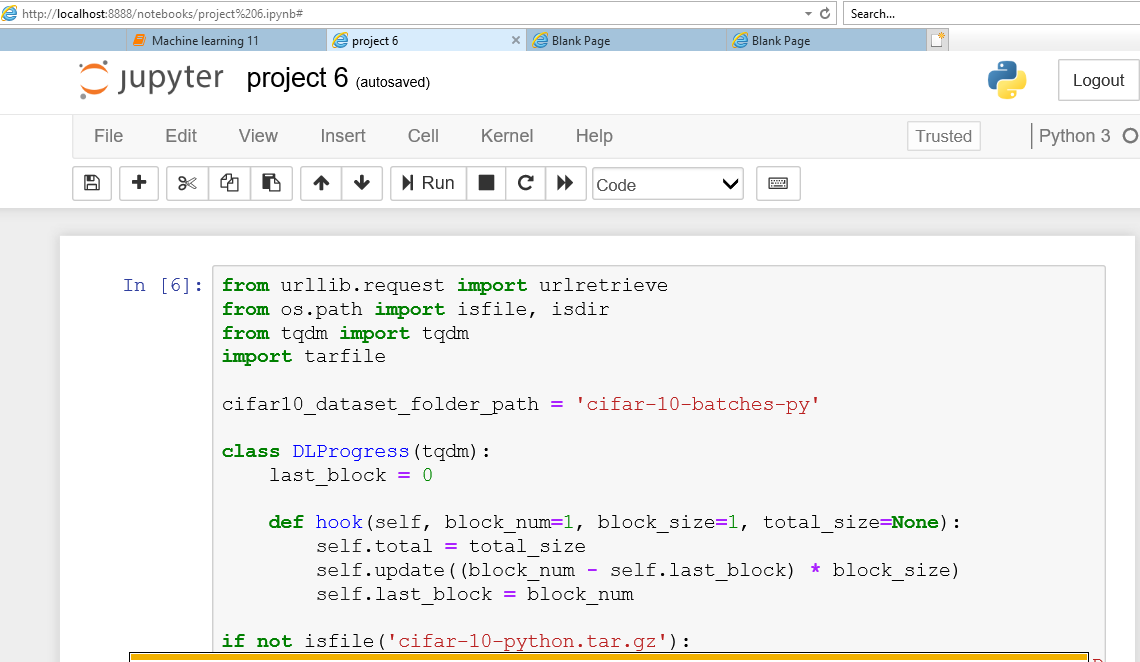 http://localhost:8888/notebooks/project%206.ipynb#
Search...
Machine learning 11
project 6
Blank Page
Blank Page
jupyter
project 6 (autosaved)
Logout
File Edit View Insert Cell Kernel Help
Trusted
Python 3
Run
Code
In [6]:
from urllib.request import urlretrieve
from os.path import isfile, isdir
from tqdm import tqdm
import tarfile
cifar10_dataset_folder_path = 'cifar-10-batches-py'
class DLProgress(tqdm):
    last_block = 0
    def hook(self, block_num=1, block_size=1, total_size=None):
        self.total = total_size
        self.update((block_num - self.last_block) * block_size)
        self.last_block = block_num
if not isfile('cifar-10-python.tar.gz'):